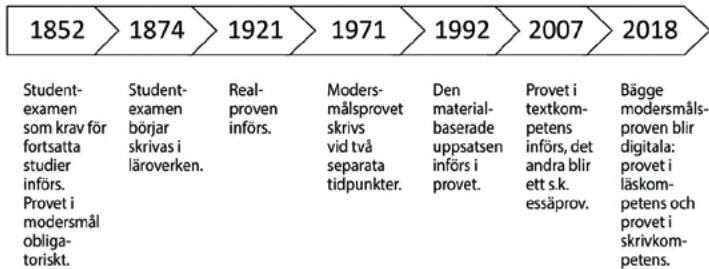 1852
1874
1921
1971
1992
2007
2018
Student-
examen
som krav för
fortsatta
studier
införs.
Provet i
modersmål
obliga-
toriskt.
Student-
examen
börjar
skrivas i
läroverken.
Real-
proven
införs.
Moders-
målsprovet
skrivs
vid två
separata
tidpunkter.
Den
material-
baserade
uppsatsen
införs i
provet.
Provet i
textkom-
petens
införs, det
andra blir
ett s.k.
essäprov.
Bägge
modersmåls-
proven blir
digitala:
provet i
läskom-
petens och
provet i
skrivkom-
petens.